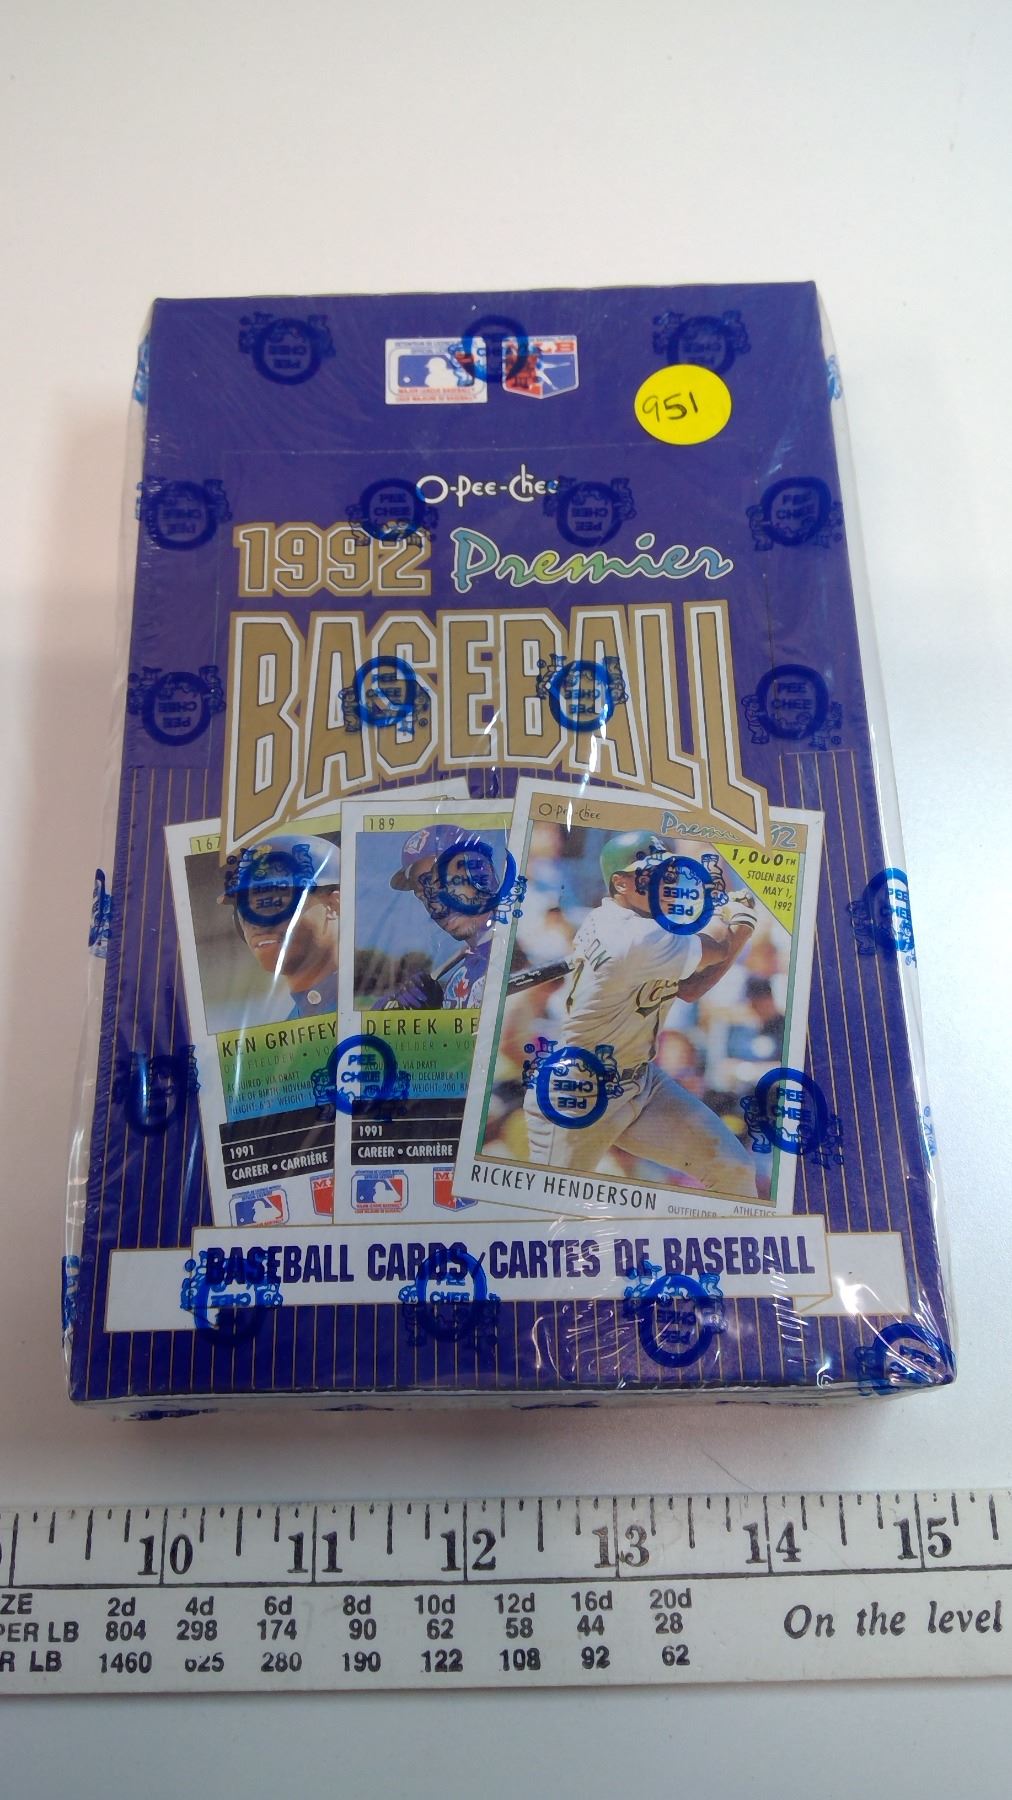 951
O-Pee-Chee
1992 Premier
BASEBALL
167
KEN GRIFFEY
1991
CAREER • CARRIÈRE
189
DEREK BE
1991
CAREER • CARRIÈRE
O-Pee-Chee
Premier 92
1,000TH
STOLEN BASE
MAY 1,
1992
RICKEY HENDERSON
OUTFIELDER - ATHLETICS
BASEBALL CARDS/CARTES DE BASEBALL
10 11 12 13 14 15
ZE 2d 4d 6d 8d 10d 12d 16d 20d
PER LB 804 298 174 90 62 58 44 28
R LB 1460 625 280 190 122 108 92 62
On the level